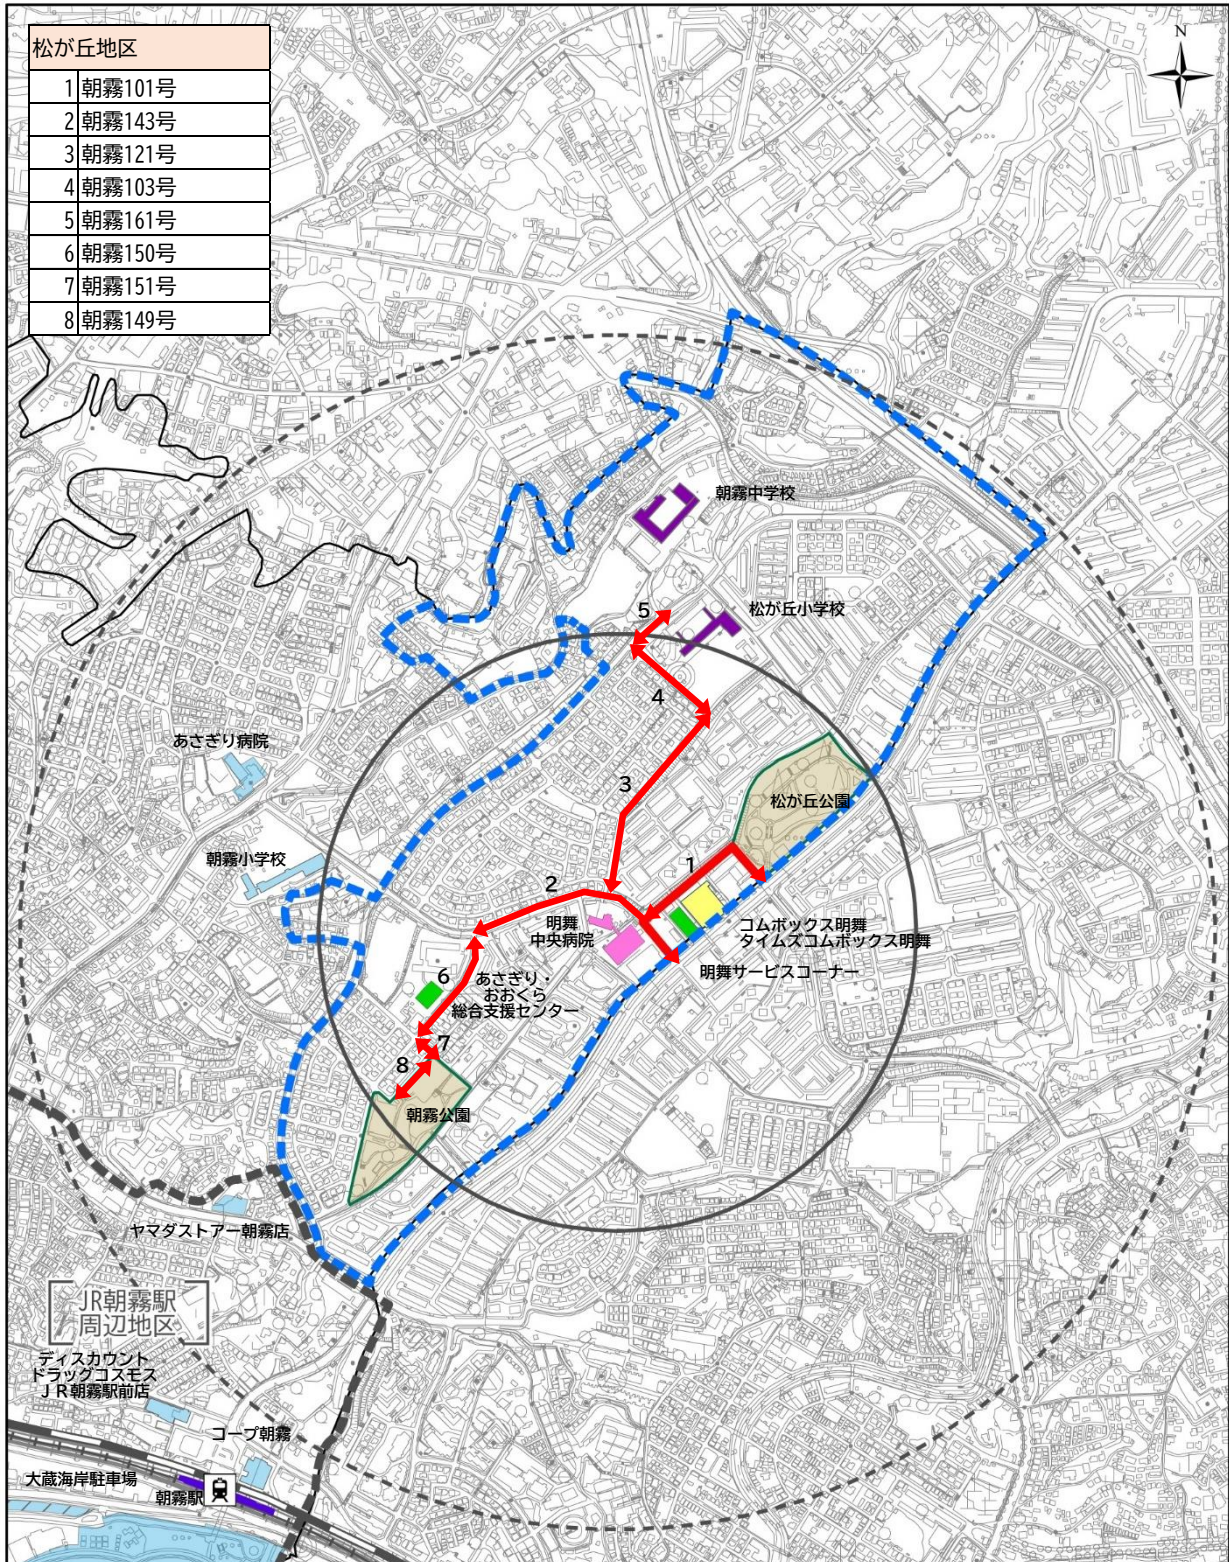 松が丘地区
1 朝霧101号
2 朝霧143号
3 朝霧121号
4 朝霧103号
5 朝霧161号
6 朝霧150号
7 朝霧151号
8 朝霧149号
N
朝霧中学校
5
松が丘小学校
4
あさぎり病院
3
松が丘公園
朝霧小学校
1
2
明舞
中央病院
コムボックス明舞
タイムズコムボックス明舞
明舞サービスコーナー
6
あさぎり・
おおくら
総合支援センター
7
8
朝霧公園
ヤマダストアー朝霧店
JR朝霧駅
周辺地区
ディスカウント
ドラッグコスモス
ＪＲ朝霧駅前店
コープ朝霧
大蔵海岸駐車場
朝霧駅